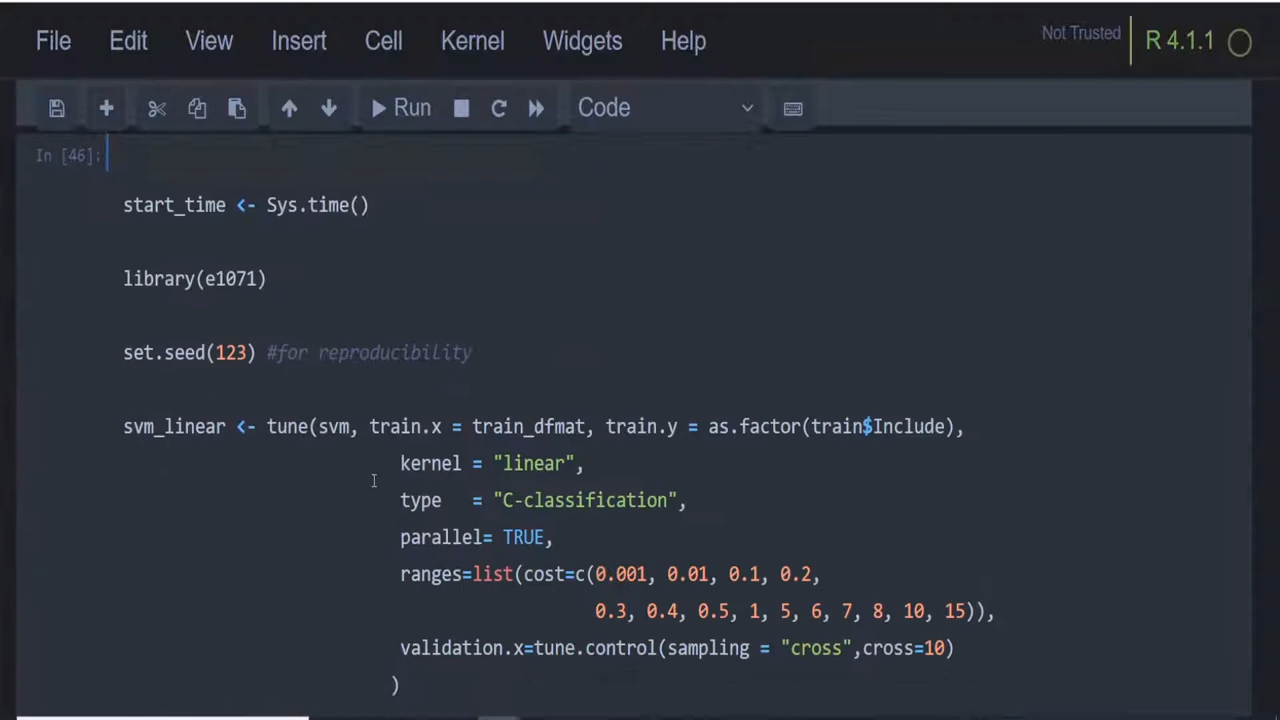 File Edit View Insert Cell Kernel Widgets Help Not Trusted R 4.1.1
Run Code
In [46]:
start_time <- Sys.time()
library(e1071)
set.seed(123) #for reproducibility
svm_linear <- tune(svm, train.x = train_dfmat, train.y = as.factor(train$Include),
kernel = "linear",
type   = "C-classification",
parallel= TRUE,
ranges=list(cost=c(0.001, 0.01, 0.1, 0.2,
0.3, 0.4, 0.5, 1, 5, 6, 7, 8, 10, 15)),
validation.x=tune.control(sampling = "cross",cross=10)
)